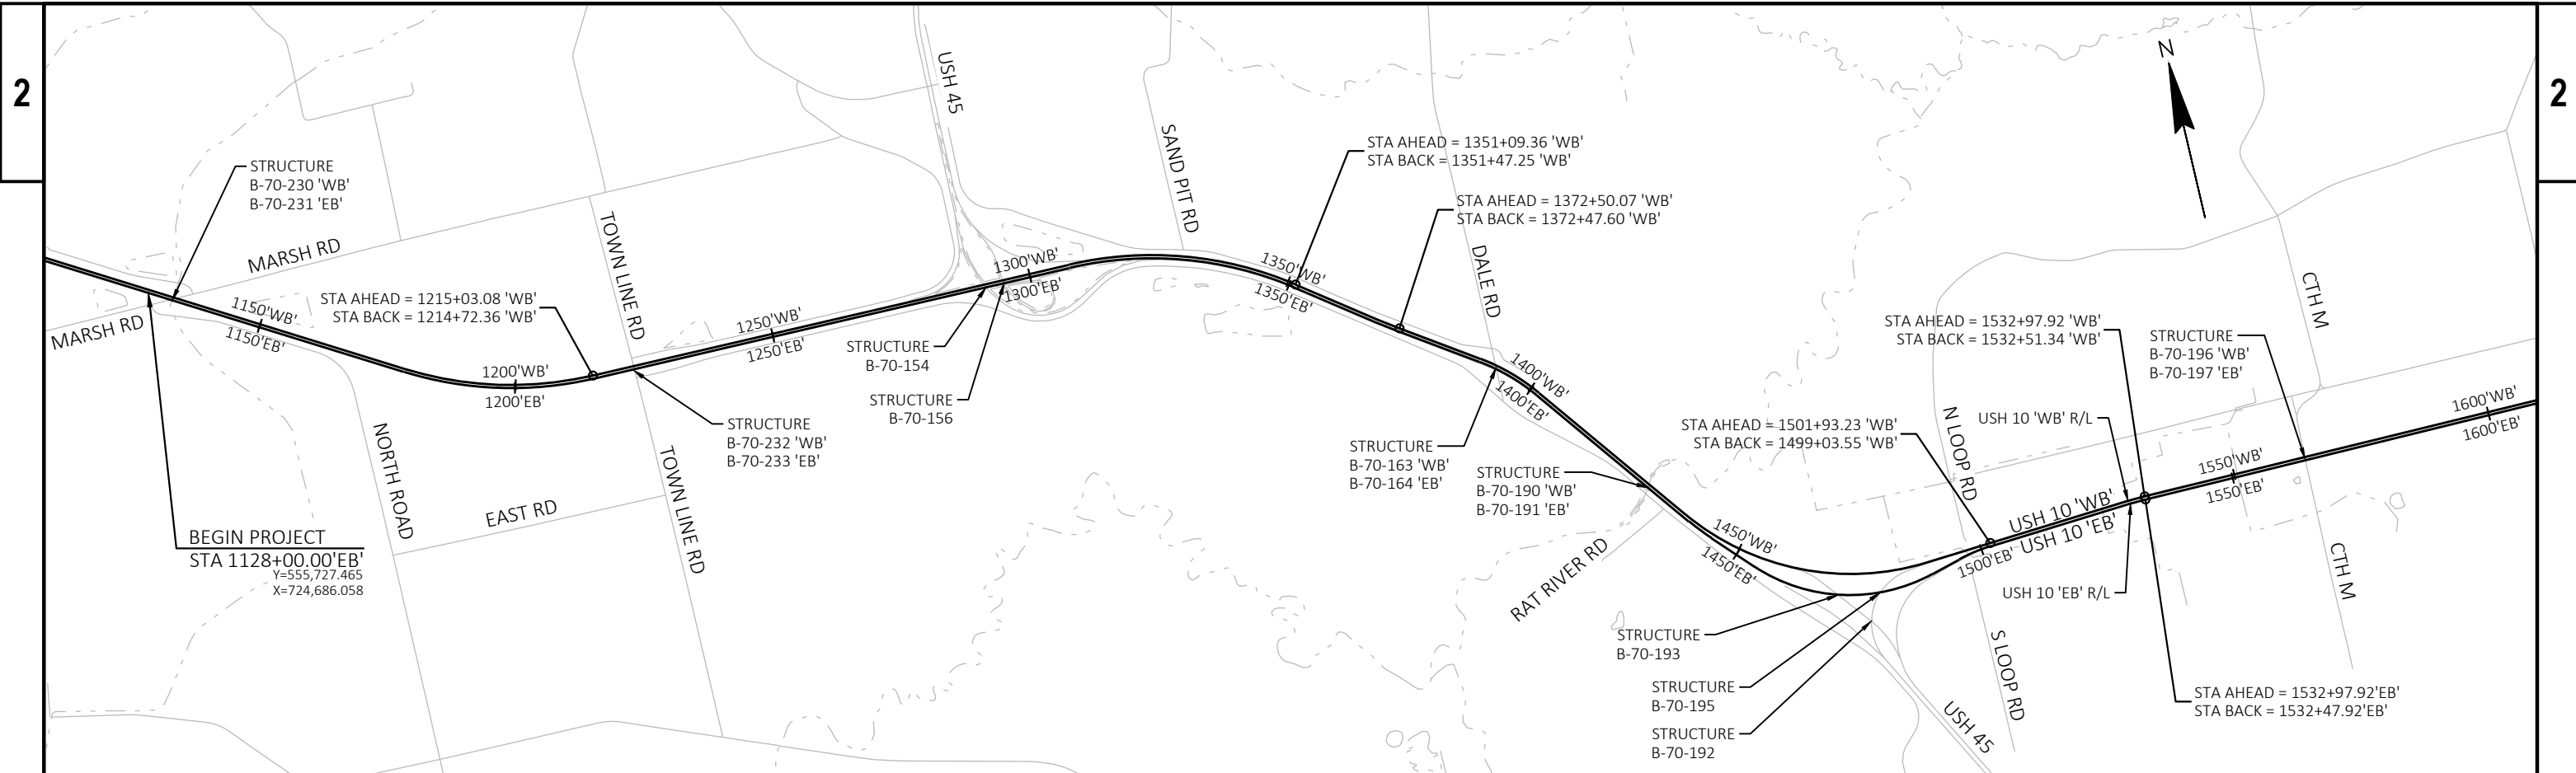 2
2
N
USH 45
SAND PIT RD
STRUCTURE
B-70-230 'WB'
B-70-231 'EB'
MARSH RD
MARSH RD
TOWN LINE RD
STA AHEAD = 1351+09.36 'WB'
STA BACK = 1351+47.25 'WB'
STA AHEAD = 1372+50.07 'WB'
STA BACK = 1372+47.60 'WB'
DALE RD
CTH M
1150'WB'
1150'EB'
STA AHEAD = 1215+03.08 'WB'
STA BACK = 1214+72.36 'WB'
1200'WB'
1200'EB'
1250'WB'
1250'EB'
1300'WB'
1300'EB'
1350'WB'
1350'EB'
STRUCTURE
B-70-154
STRUCTURE
B-70-156
1400'WB'
1400'EB'
STA AHEAD = 1532+97.92 'WB'
STA BACK = 1532+51.34 'WB'
STRUCTURE
B-70-196 'WB'
B-70-197 'EB'
NORTH ROAD
STRUCTURE
B-70-232 'WB'
B-70-233 'EB'
TOWN LINE RD
EAST RD
STRUCTURE
B-70-163 'WB'
B-70-164 'EB'
STRUCTURE
B-70-190 'WB'
B-70-191 'EB'
STA AHEAD = 1501+93.23 'WB'
STA BACK = 1499+03.55 'WB'
N LOOP RD
USH 10 'WB' R/L
1550'WB'
1550'EB'
1600'WB'
1600'EB'
BEGIN PROJECT
STA 1128+00.00'EB'
Y=555,727.465
X=724,686.058
1450'WB'
1450'EB'
USH 10 'WB'
USH 10 'EB'
1500'EB'
USH 10 'EB' R/L
RAT RIVER RD
CTH M
STRUCTURE
B-70-193
STRUCTURE
B-70-195
STRUCTURE
B-70-192
S LOOP RD
USH 45
STA AHEAD = 1532+97.92'EB'
STA BACK = 1532+47.92'EB'